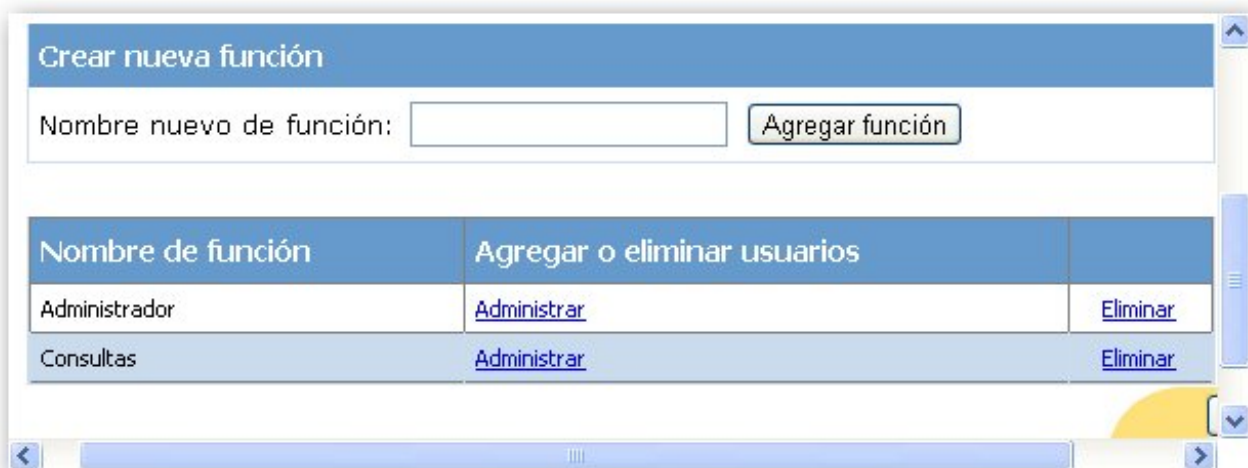 Crear nueva función
Nombre nuevo de función: Agregar función
Nombre de función Agregar o eliminar usuarios
Administrador Administrar Eliminar
Consultas Administrar Eliminar